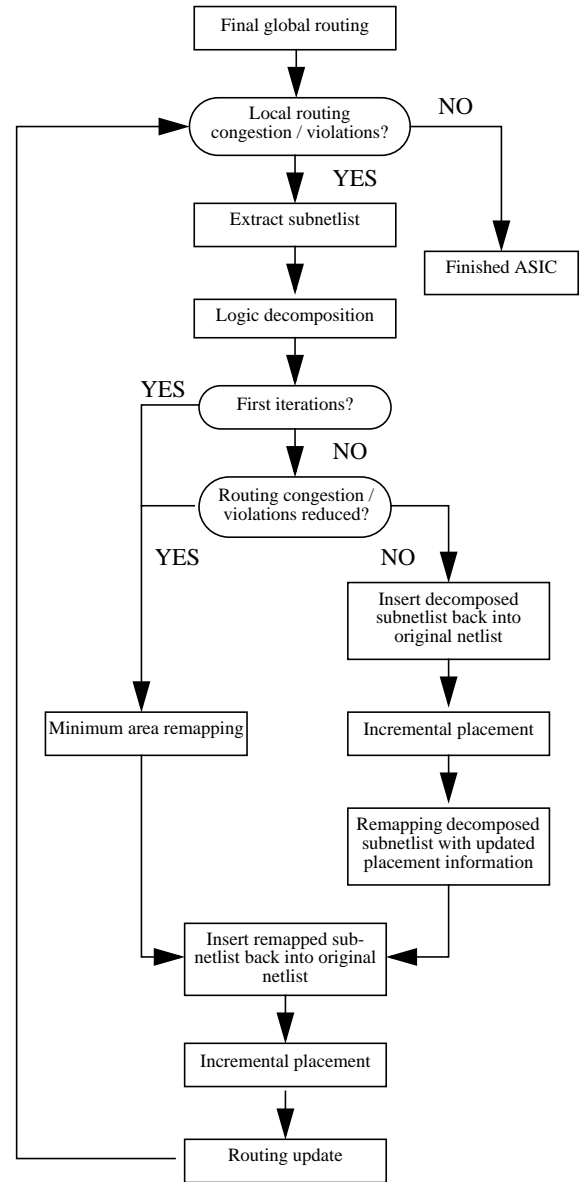 Final global routing
Local routing
congestion / violations?
NO
YES
Extract subnetlist
Finished ASIC
Logic decomposition
YES
First iterations?
NO
Routing congestion /
violations reduced?
YES
NO
Insert decomposed
subnetlist back into
original netlist
Minimum area remapping
Incremental placement
Remapping decomposed
subnetlist with updated
placement information
Insert remapped sub-
netlist back into original
netlist
Incremental placement
Routing update